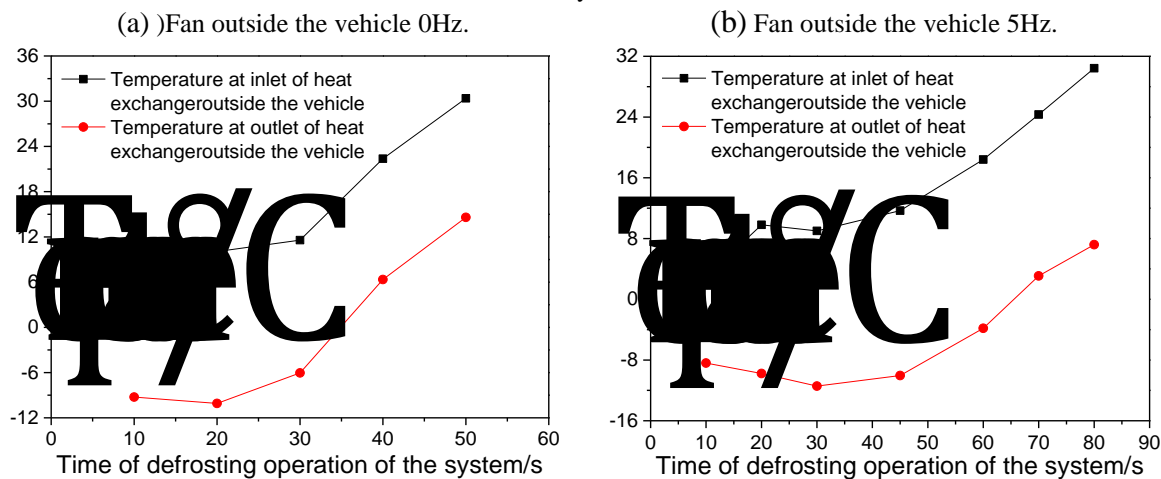 (a) )Fan outside the vehicle 0Hz.
36
30
24
18
12
6
0
-6
-12
Temperature at inlet of heat
exchangeroutside the vehicle
Temperature at outlet of heat
exchangeroutside the vehicle
0 10 20 30 40 50 60
Time of defrosting operation of the system/s
(b) Fan outside the vehicle 5Hz.
32
24
16
8
0
-8
-16
Temperature at inlet of heat
exchangeroutside the vehicle
Temperature at outlet of heat
exchangeroutside the vehicle
0 10 20 30 40 50 60 70 80 90
Time of defrosting operation of the system/s